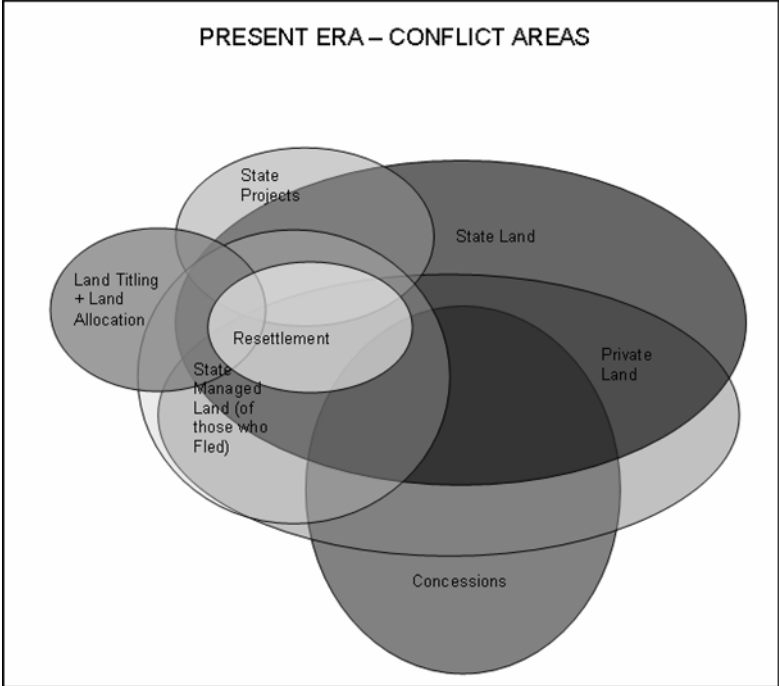 PRESENT ERA – CONFLICT AREAS
State
Projects
State Land
Land Titling
+ Land
Allocation
Resettlement
Private
Land
State
Managed
Land (of
those who
Fled)
Concessions